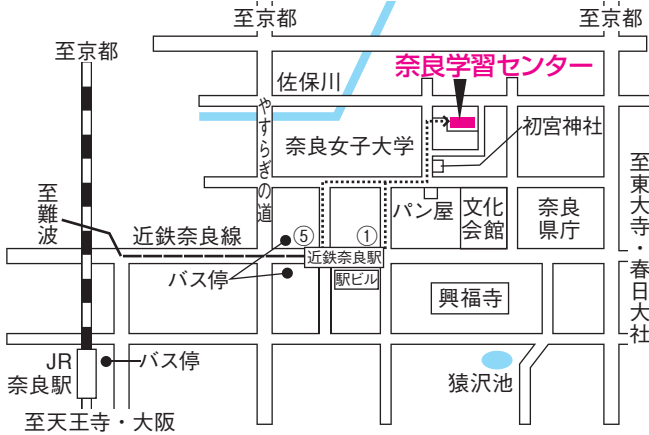 至京都
至京都
至京都
奈良学習センター
佐保川
やすらぎの道
奈良女子大学
初宮神社
至難波
近鉄奈良線
⑤
①
パン屋
文化
会館
奈良
県庁
至東大寺・春日大社
バス停
近鉄奈良駅
駅ビル
興福寺
JR
奈良駅
バス停
猿沢池
至天王寺・大阪